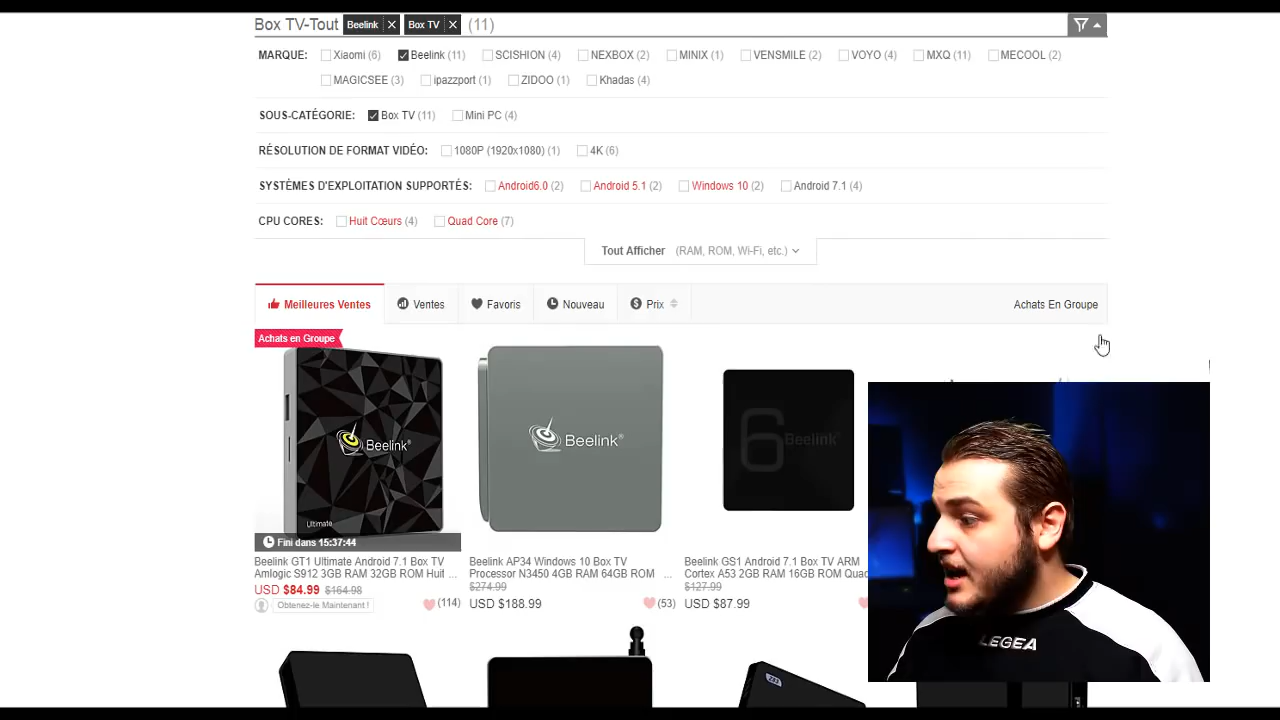 Box TV-Tout Beelink Box TV (11)
MARQUE: Xiaomi (6) Beelink (11) SCISHION (4) NEXBOX (2) MINIX (1) VENSMILE (2) VOYO (4) MXQ (11) MECOOL (2)
MAGICSEE (3) ipazzport (1) ZIDOO (1) Khadas (4)
SOUS-CATÉGORIE: Box TV (11) Mini PC (4)
RÉSOLUTION DE FORMAT VIDÉO: 1080P (1920x1080) (1) 4K (6)
SYSTÈMES D'EXPLOITATION SUPPORTÉS: Android6.0 (2) Android 5.1 (2) Windows 10 (2) Android 7.1 (4)
CPU CORES: Huit Cœurs (4) Quad Core (7)
Tout Afficher (RAM, ROM, Wi-Fi, etc.)
Meilleures Ventes Ventes Favoris Nouveau Prix Achats En Groupe
Achats en Groupe
Beelink
Ultimate
Fini dans 15:37:44
Beelink GT1 Ultimate Android 7.1 Box TV
Amlogic S912 3GB RAM 32GB ROM Huit ...
USD $84.99 $164.98
Obtenez-le Maintenant ! (114)
Beelink
Beelink AP34 Windows 10 Box TV
Processor N3450 4GB RAM 64GB ROM ...
$274.99
USD $188.99 (53)
6 Beelink
Beelink GS1 Android 7.1 Box TV ARM
Cortex A53 2GB RAM 16GB ROM Quad
$127.99
USD $87.99
LEGEA